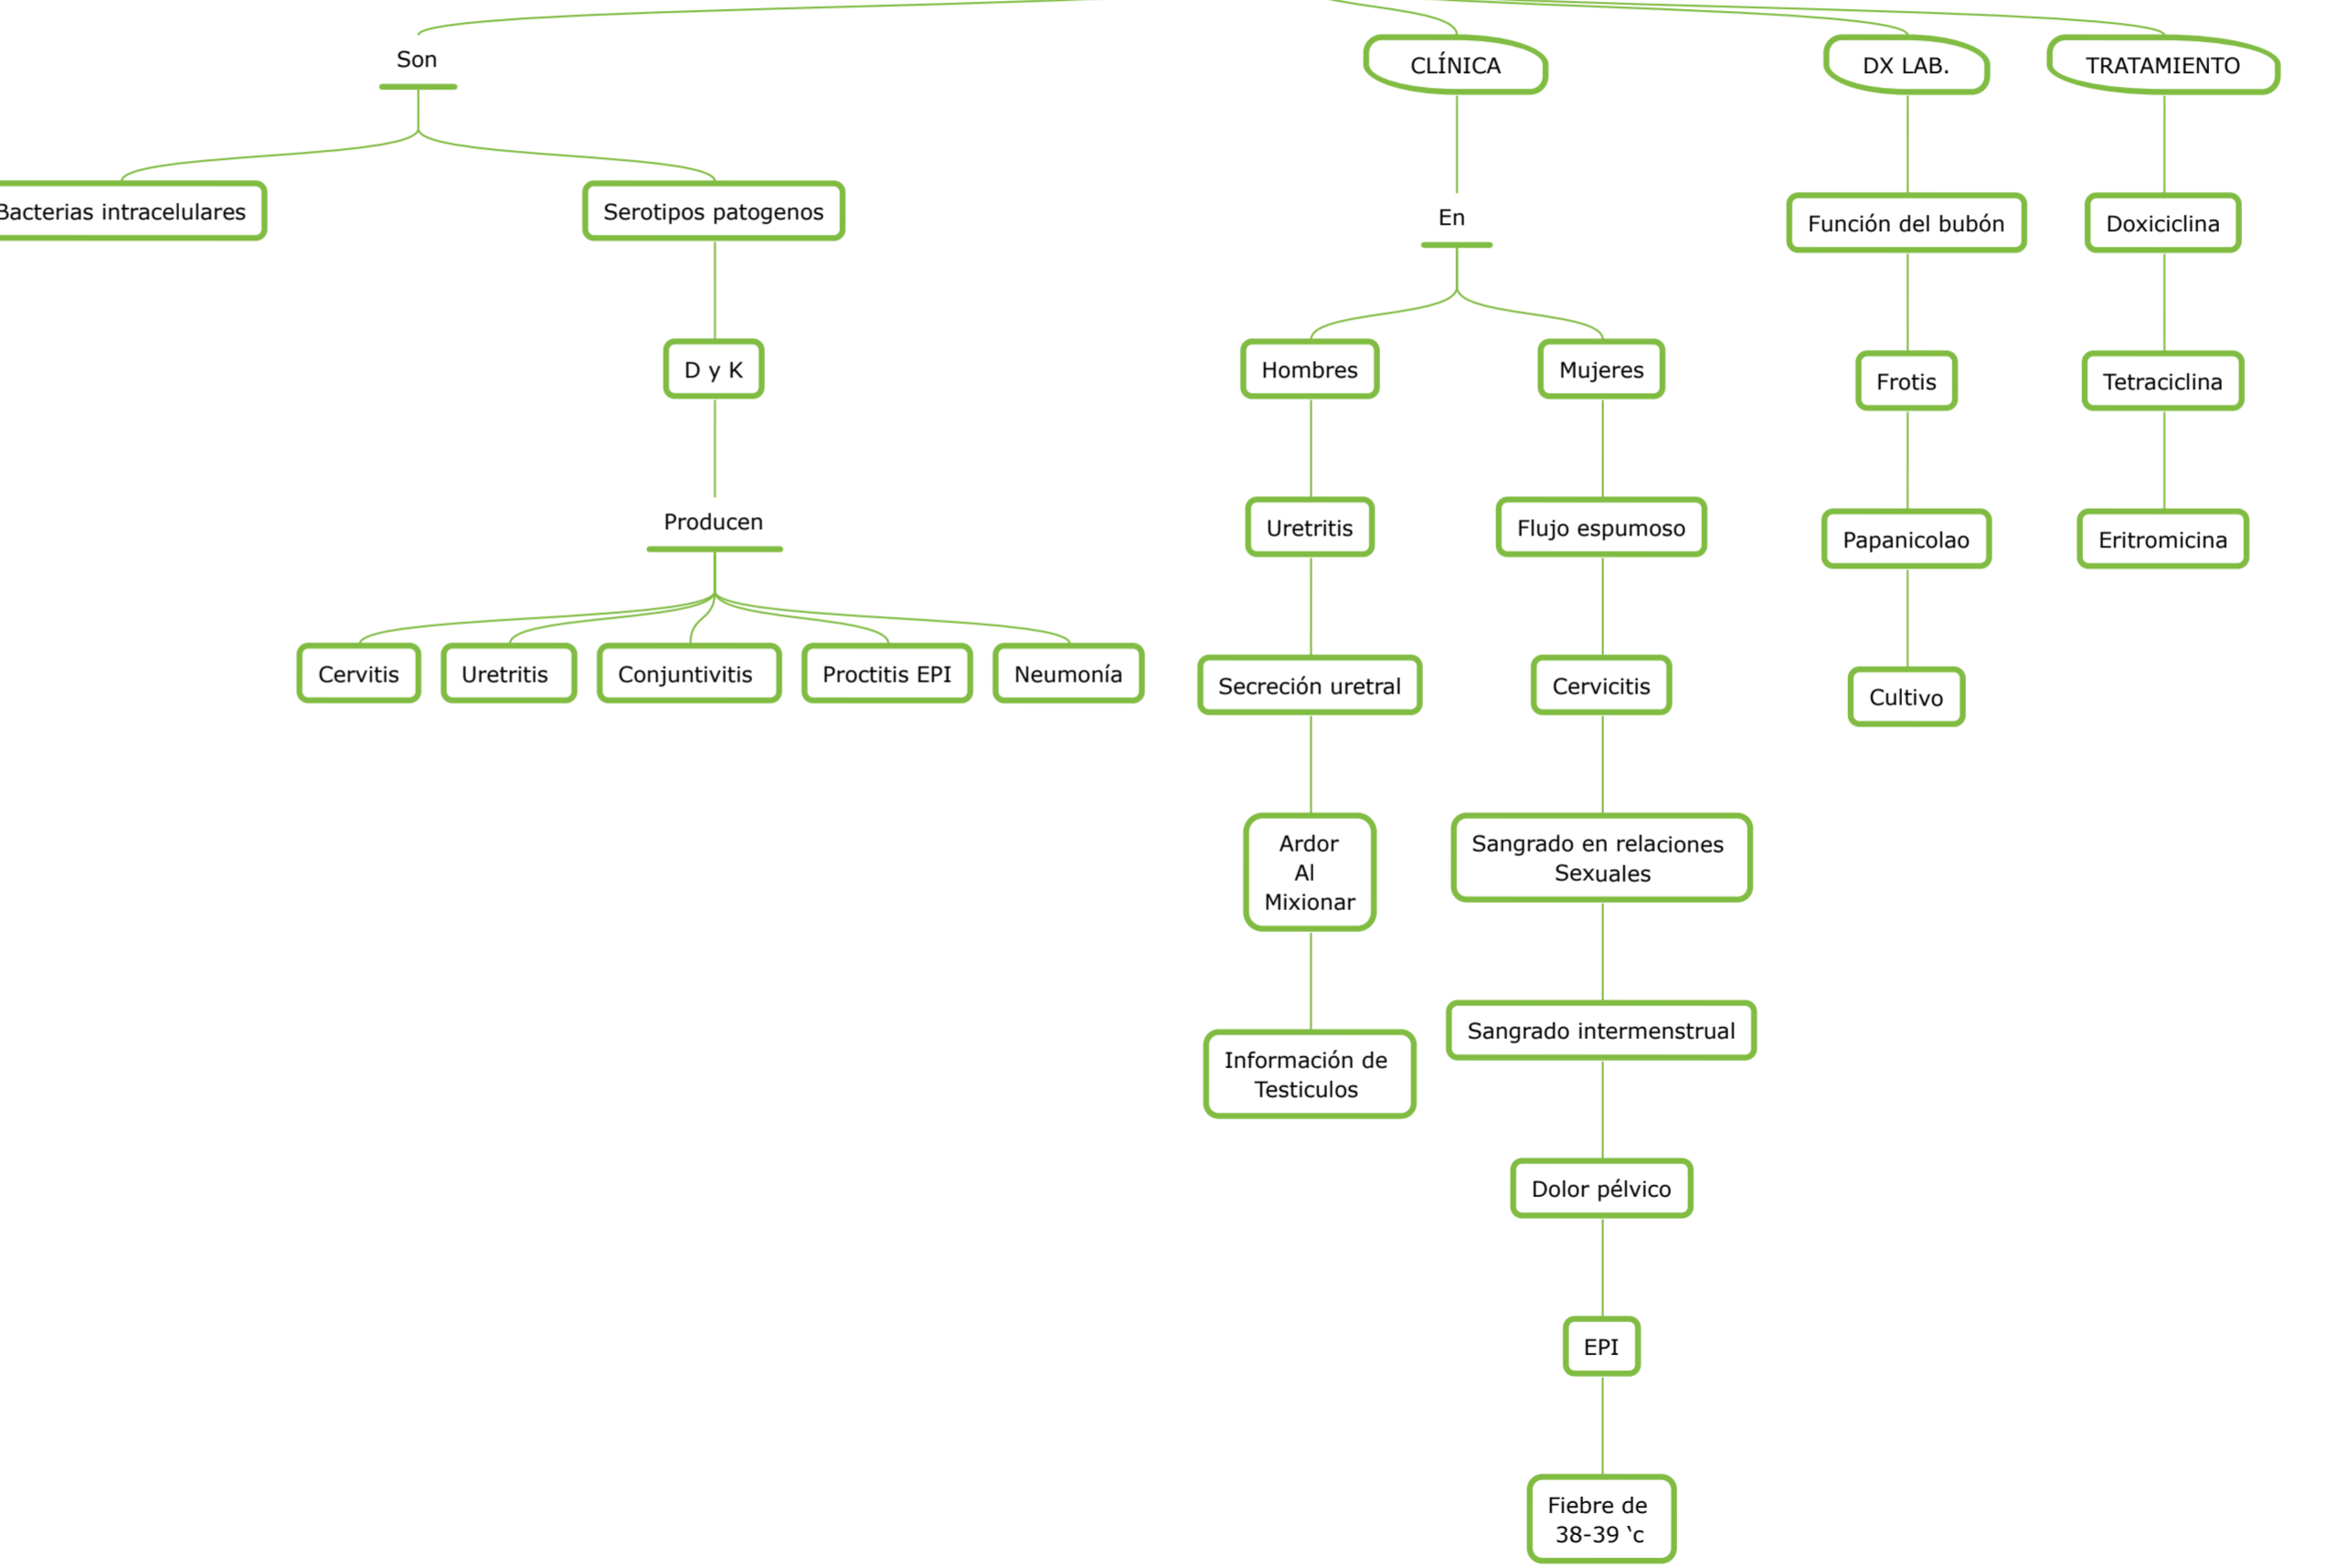 Son
CLÍNICA
DX LAB.
TRATAMIENTO
Bacterias intracelulares
Serotipos patogenos
En
Función del bubón
Doxiciclina
D y K
Hombres
Mujeres
Frotis
Tetraciclina
Producen
Uretritis
Flujo espumoso
Papanicolao
Eritromicina
Cervitis
Uretritis
Conjuntivitis
Proctitis EPI
Neumonía
Secreción uretral
Cervicitis
Cultivo
Ardor
Al
Mixionar
Sangrado en relaciones
Sexuales
Información de
Testiculos
Sangrado intermenstrual
Dolor pélvico
EPI
Fiebre de
38-39 ‛c